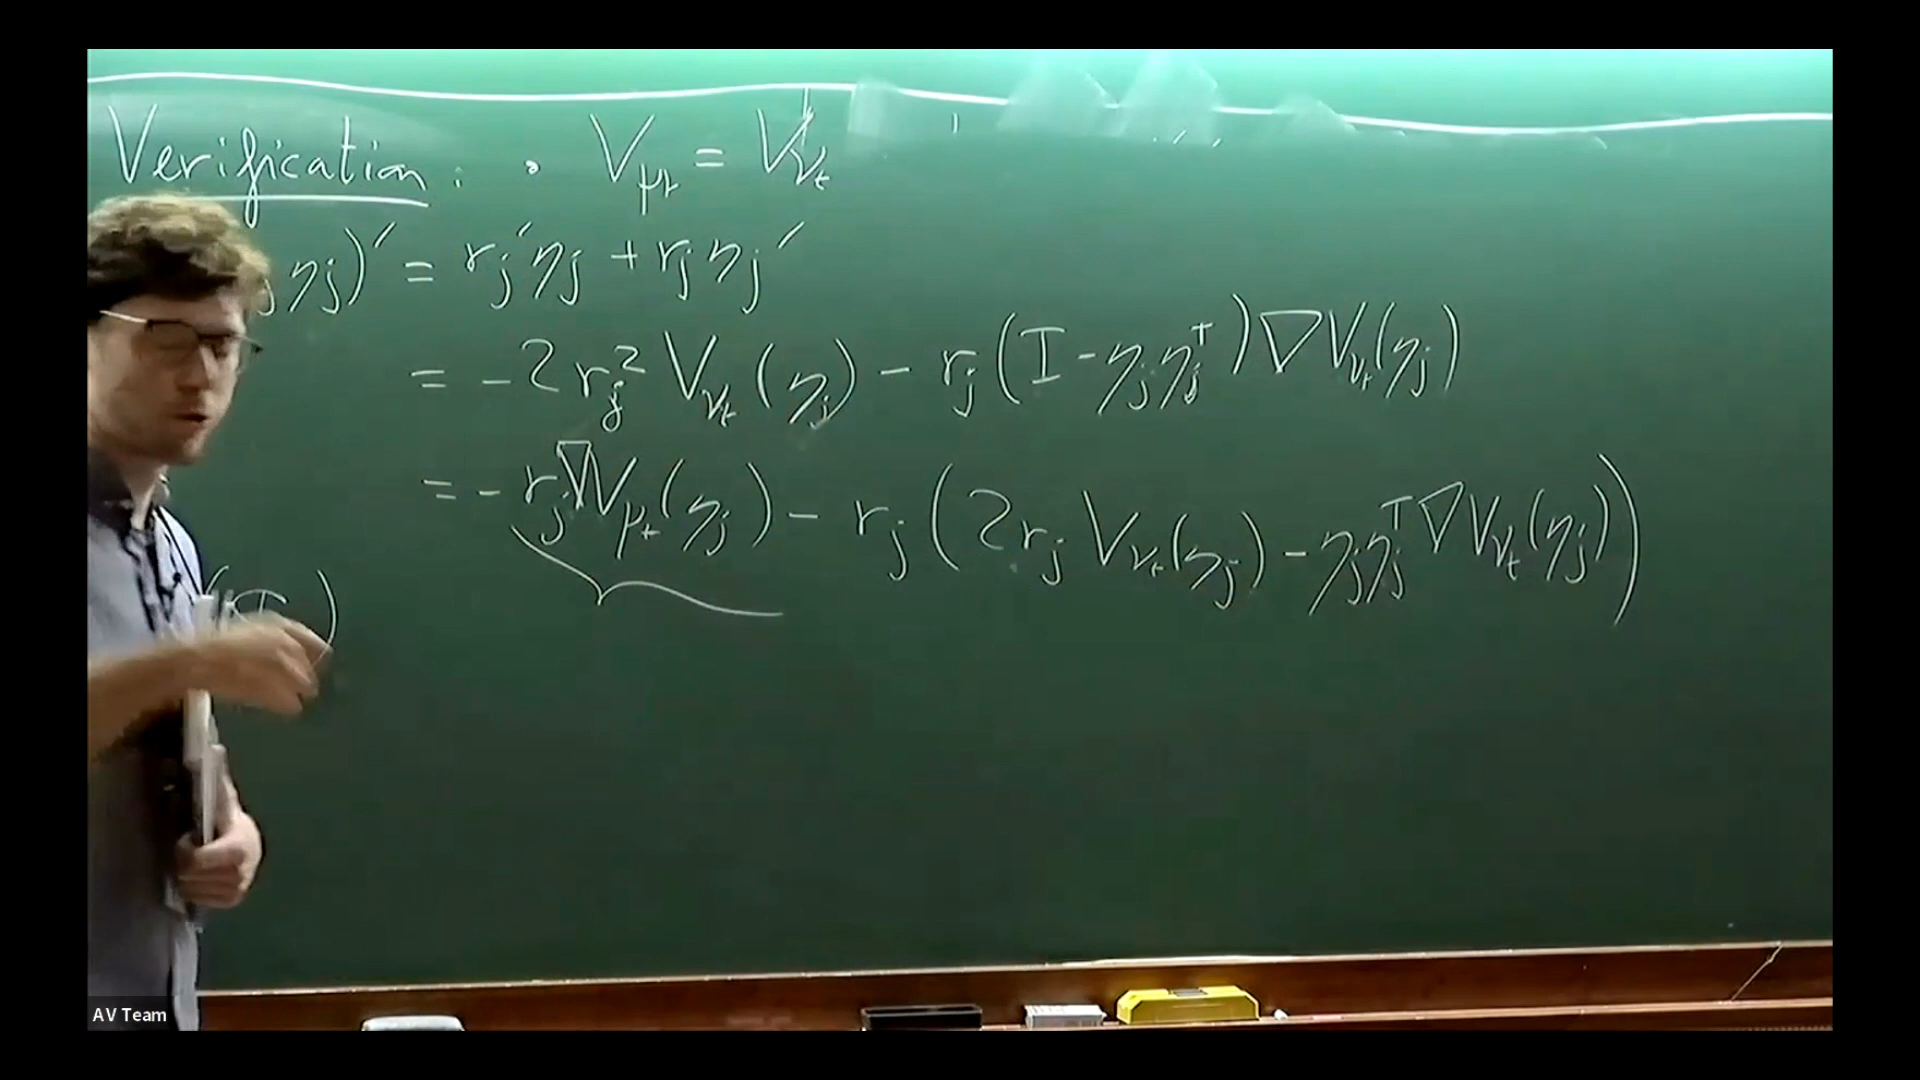 Verification : • V_{μ_t} = V_{ν_t}
_j η_j)' = r_j' η_j + r_j η_j'
= - 2 r_j^2 V_{ν_t}(η_j) - r_j (I - η_j η_j^T) ∇V_{ν_t}(η_j)
= - r_j ∇V_{μ_t}(η_j) - r_j (2 r_j V_{ν_t}(η_j) - η_j η_j^T ∇V_{ν_t}(η_j))
AV Team